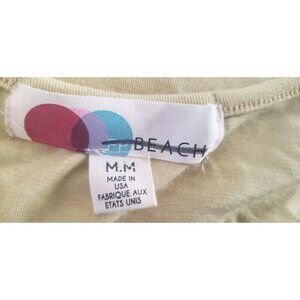 BEACH
M.M
MADE IN
USA
FABRIQUE AUX
ETATS UNIS